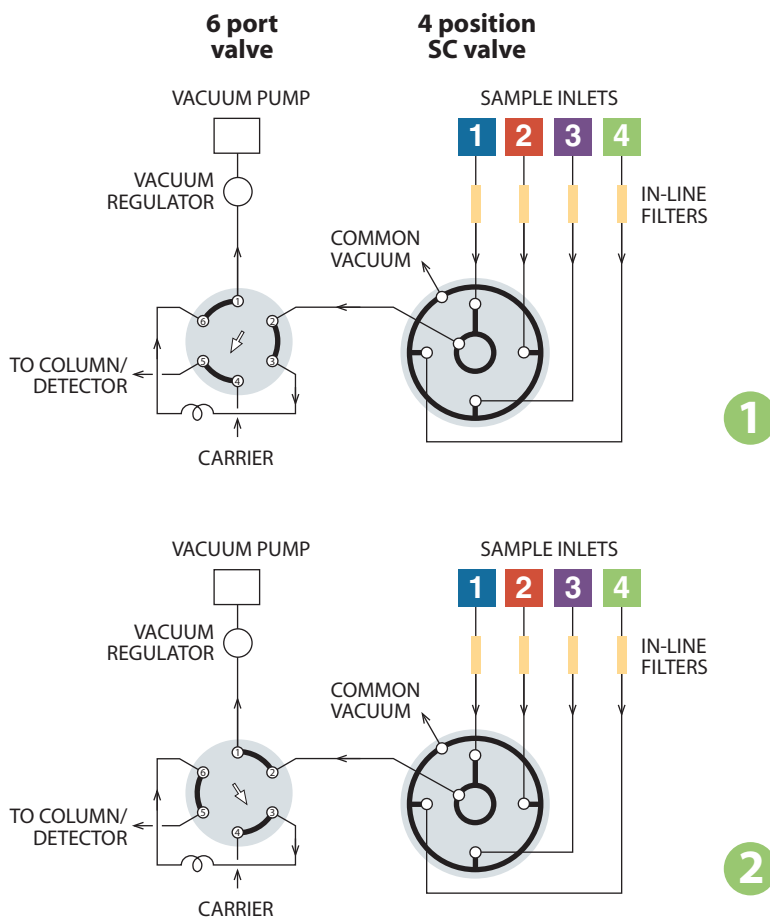 6 port
valve
4 position
SC valve
VACUUM PUMP
SAMPLE INLETS
1 2 3 4
VACUUM
REGULATOR
IN-LINE
FILTERS
COMMON
VACUUM
1
2
3
4
5
6
TO COLUMN/
DETECTOR
CARRIER
1
VACUUM PUMP
SAMPLE INLETS
1 2 3 4
VACUUM
REGULATOR
IN-LINE
FILTERS
COMMON
VACUUM
1
2
3
4
5
6
TO COLUMN/
DETECTOR
CARRIER
2